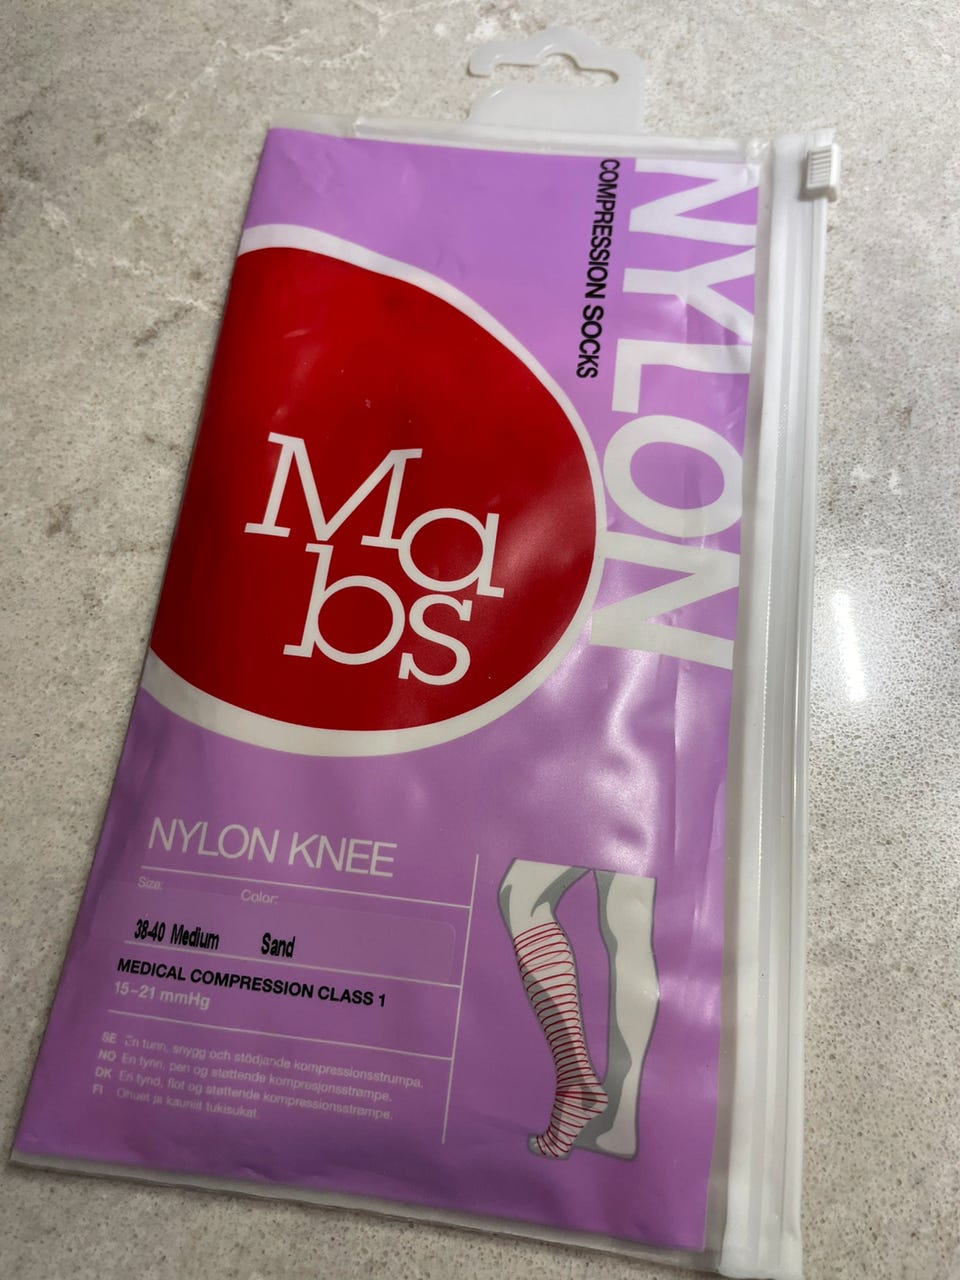 NYLON
COMPRESSION SOCKS
Mabs
NYLON KNEE
Size: Color:
38-40 Medium Sand
MEDICAL COMPRESSION CLASS 1
15–21 mmHg
SE En tunn, snygg och stödjande kompressionsstrumpa.
NO En tynn, pen og støttende kompresjonsstrømpe.
DK En tynd, flot og støttende kompressionsstrømpe.
FI Ohuet ja kauniit tukisukat.